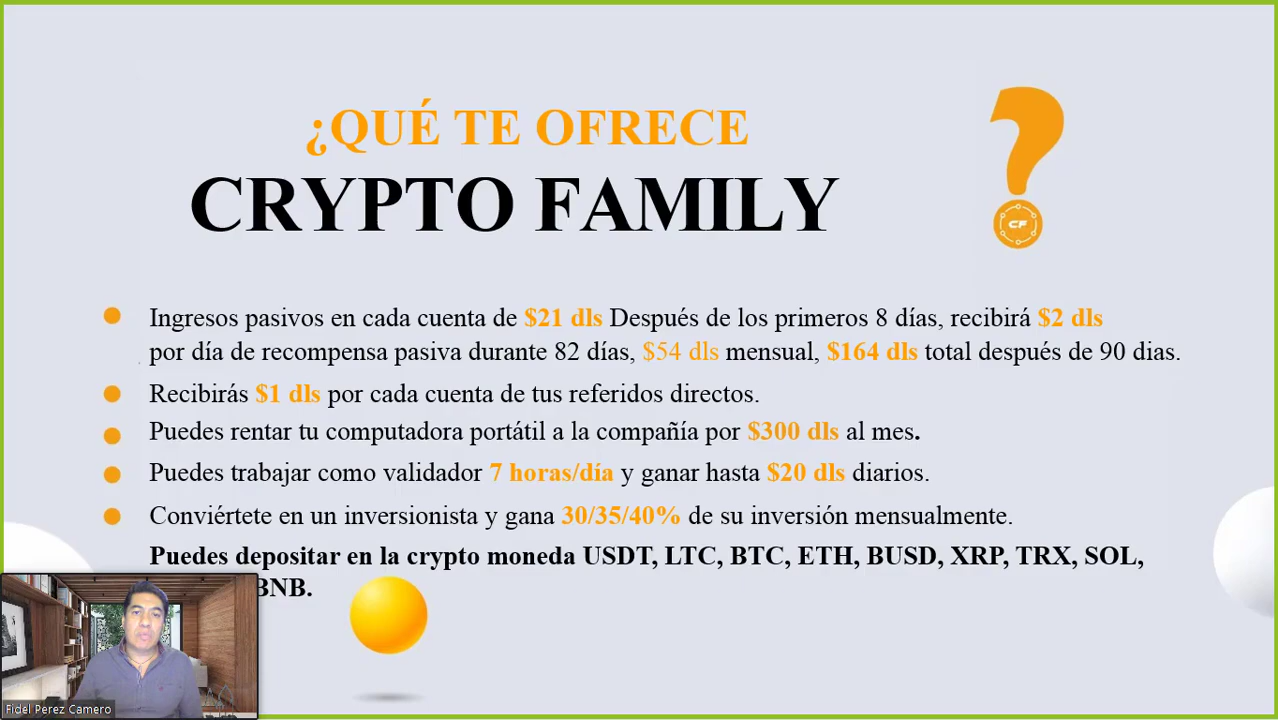 ¿QUÉ TE OFRECE
CRYPTO FAMILY
CF
Ingresos pasivos en cada cuenta de $21 dls Después de los primeros 8 días, recibirá $2 dls
por día de recompensa pasiva durante 82 días, $54 dls mensual, $164 dls total después de 90 dias.
Recibirás $1 dls por cada cuenta de tus referidos directos.
Puedes rentar tu computadora portátil a la compañía por $300 dls al mes.
Puedes trabajar como validador 7 horas/día y ganar hasta $20 dls diarios.
Conviértete en un inversionista y gana 30/35/40% de su inversión mensualmente.
Puedes depositar en la crypto moneda USDT, LTC, BTC, ETH, BUSD, XRP, TRX, SOL,
BNB.
Fidel Perez Camero